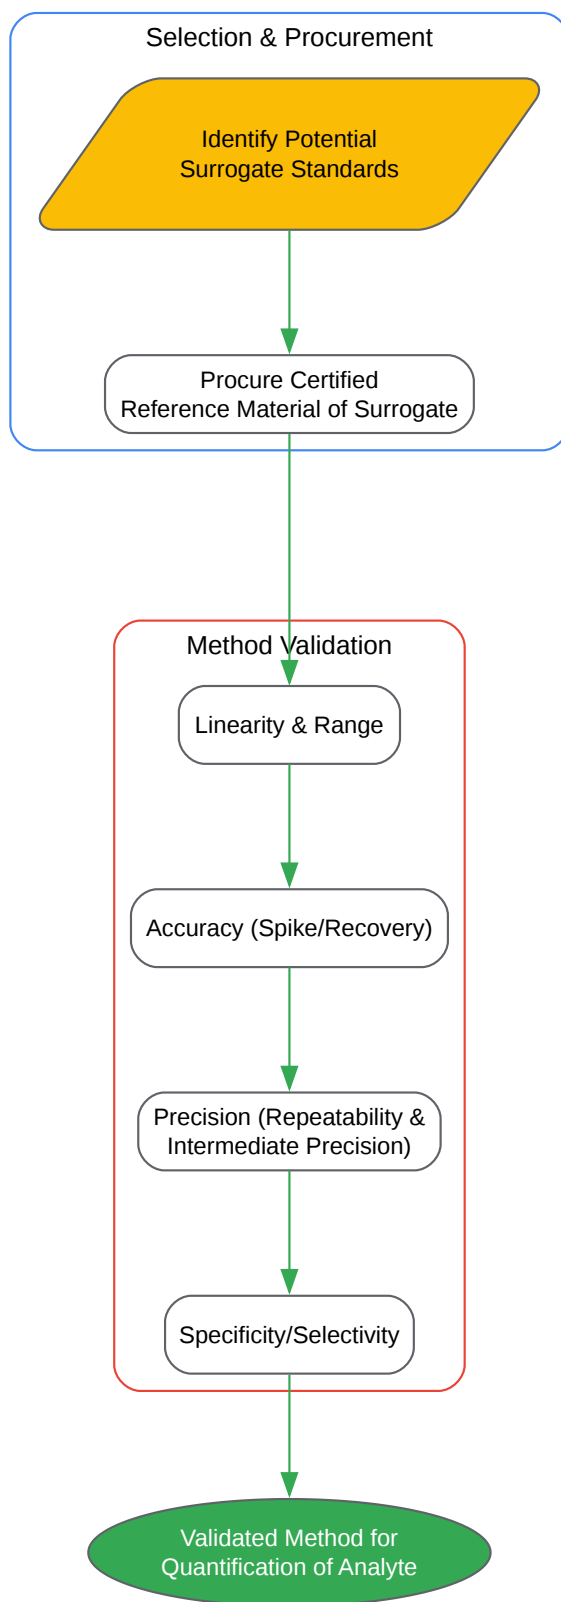 Selection & Procurement
Identify Potential
Surrogate Standards
Procure Certified
Reference Material of Surrogate
Method Validation
Linearity & Range
Accuracy (Spike/Recovery)
Precision (Repeatability &
Intermediate Precision)
Specificity/Selectivity
Validated Method for
Quantification of Analyte